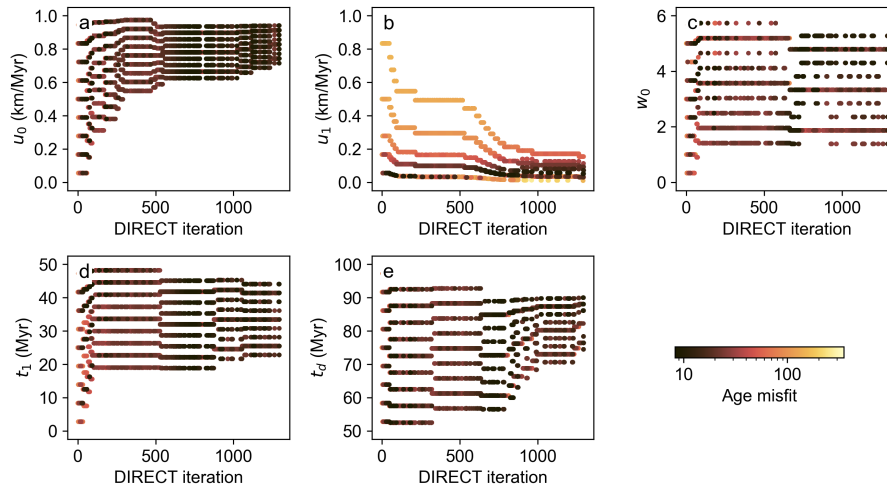 a
1.0
0.8
0.6
0.4
0.2
0.0
u0 (km/Myr)
0 500 1000
DIRECT iteration
b
1.0
0.8
0.6
0.4
0.2
0.0
u1 (km/Myr)
0 500 1000
DIRECT iteration
c
6
4
2
0
w0
0 500 1000
DIRECT iteration
d
50
40
30
20
10
0
t1 (Myr)
0 500 1000
DIRECT iteration
e
100
90
80
70
60
50
td (Myr)
0 500 1000
DIRECT iteration
10 100
Age misfit